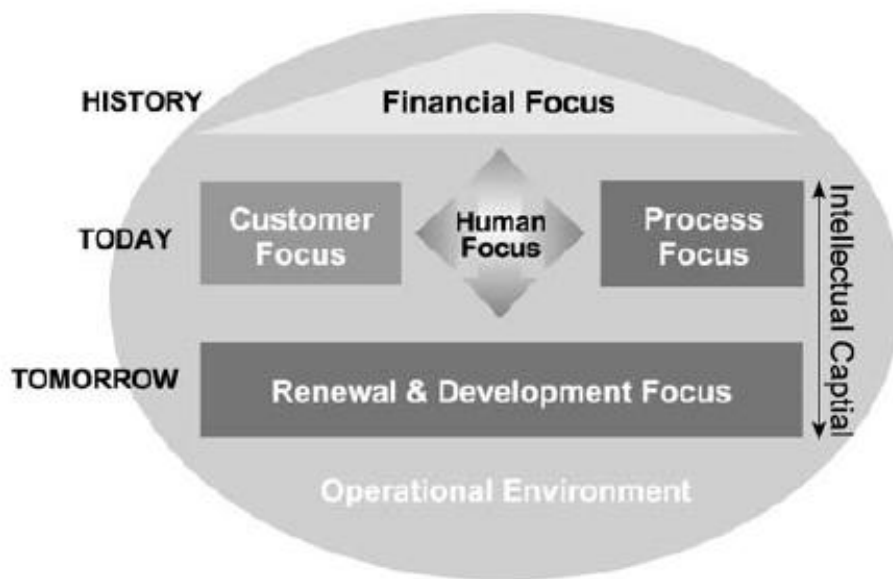 HISTORY
Financial Focus
TODAY
Customer
Focus
Human
Focus
Process
Focus
TOMORROW
Renewal & Development Focus
Intellectual Captial
Operational Environment